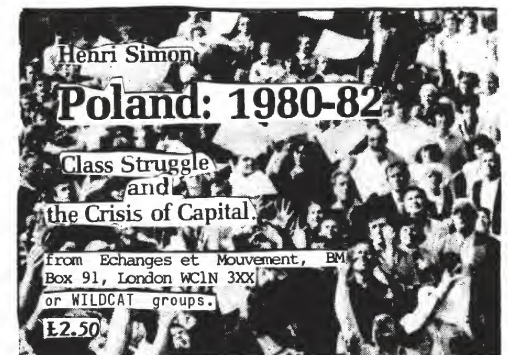 Henri Simon
Poland: 1980-82
Class Struggle
and
the Crisis of Capital.
from Echanges et Mouvement, BM
Box 91, London WC1N 3XX
or WILDCAT groups.
£2.50